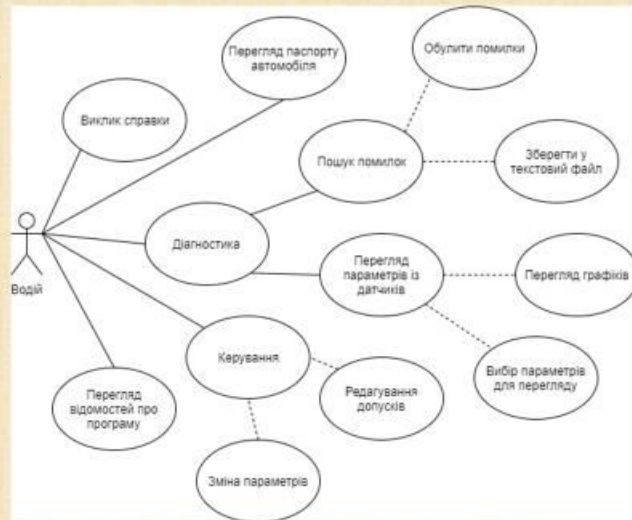 Перегляд паспорту
автомобіля
Обулити помилки
Виклик справки
Пошук помилок
Зберегти у
текстовий файл
Водій
Діагностика
Перегляд
параметрів із
датчиків
Перегляд графіків
Керування
Вибір параметрів
для перегляду
Перегляд
відомостей про
програму
Редагування
допусків
Зміна параметрів